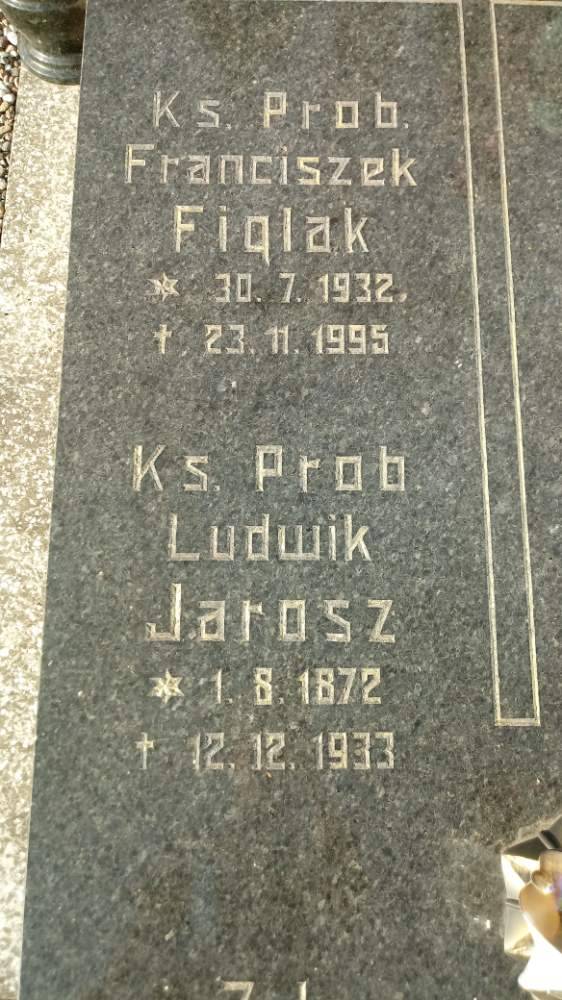 Ks. Prob.
Franciszek
Figlak
* 30. 7. 1932.
† 23. 11. 1995
Ks. Prob
Ludwik
Jarosz
* 1. 8. 1872
† 12. 12. 1933